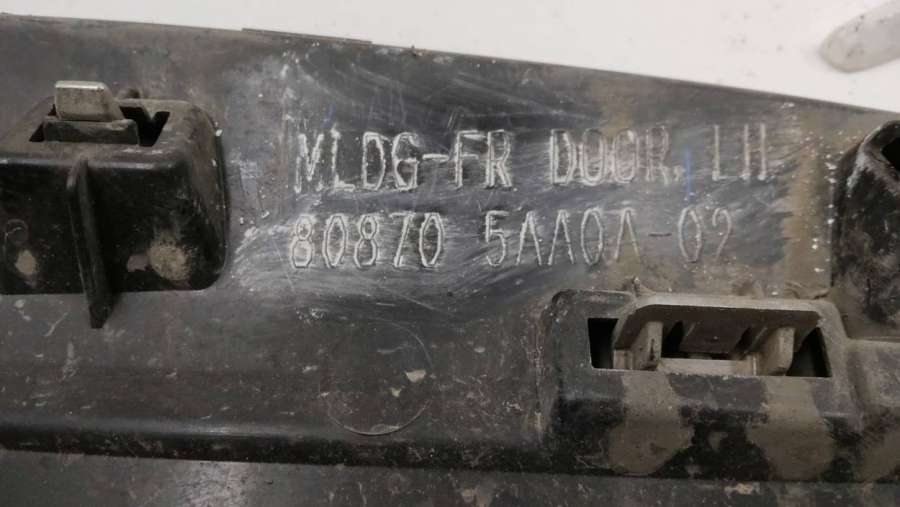 MLDG-FR DOOR, LH
80870 5AA0A-02